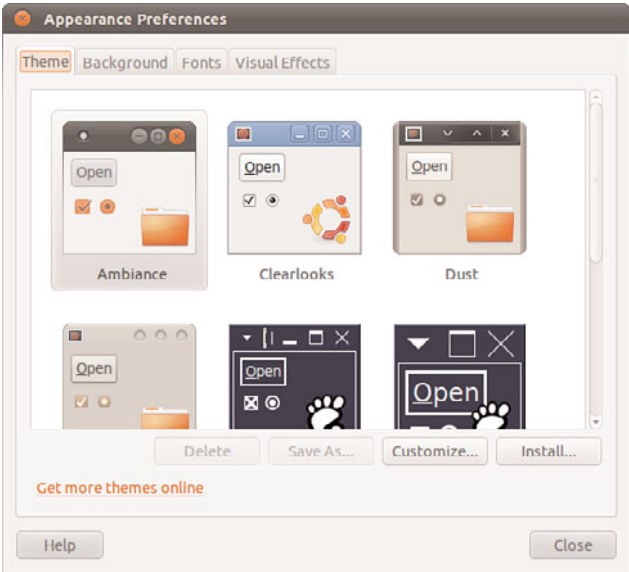 Appearance Preferences
Theme Background Fonts Visual Effects
Open Open Open
Ambiance Clearlooks Dust
Open Open Open
Delete Save As... Customize... Install...
Get more themes online
Help Close